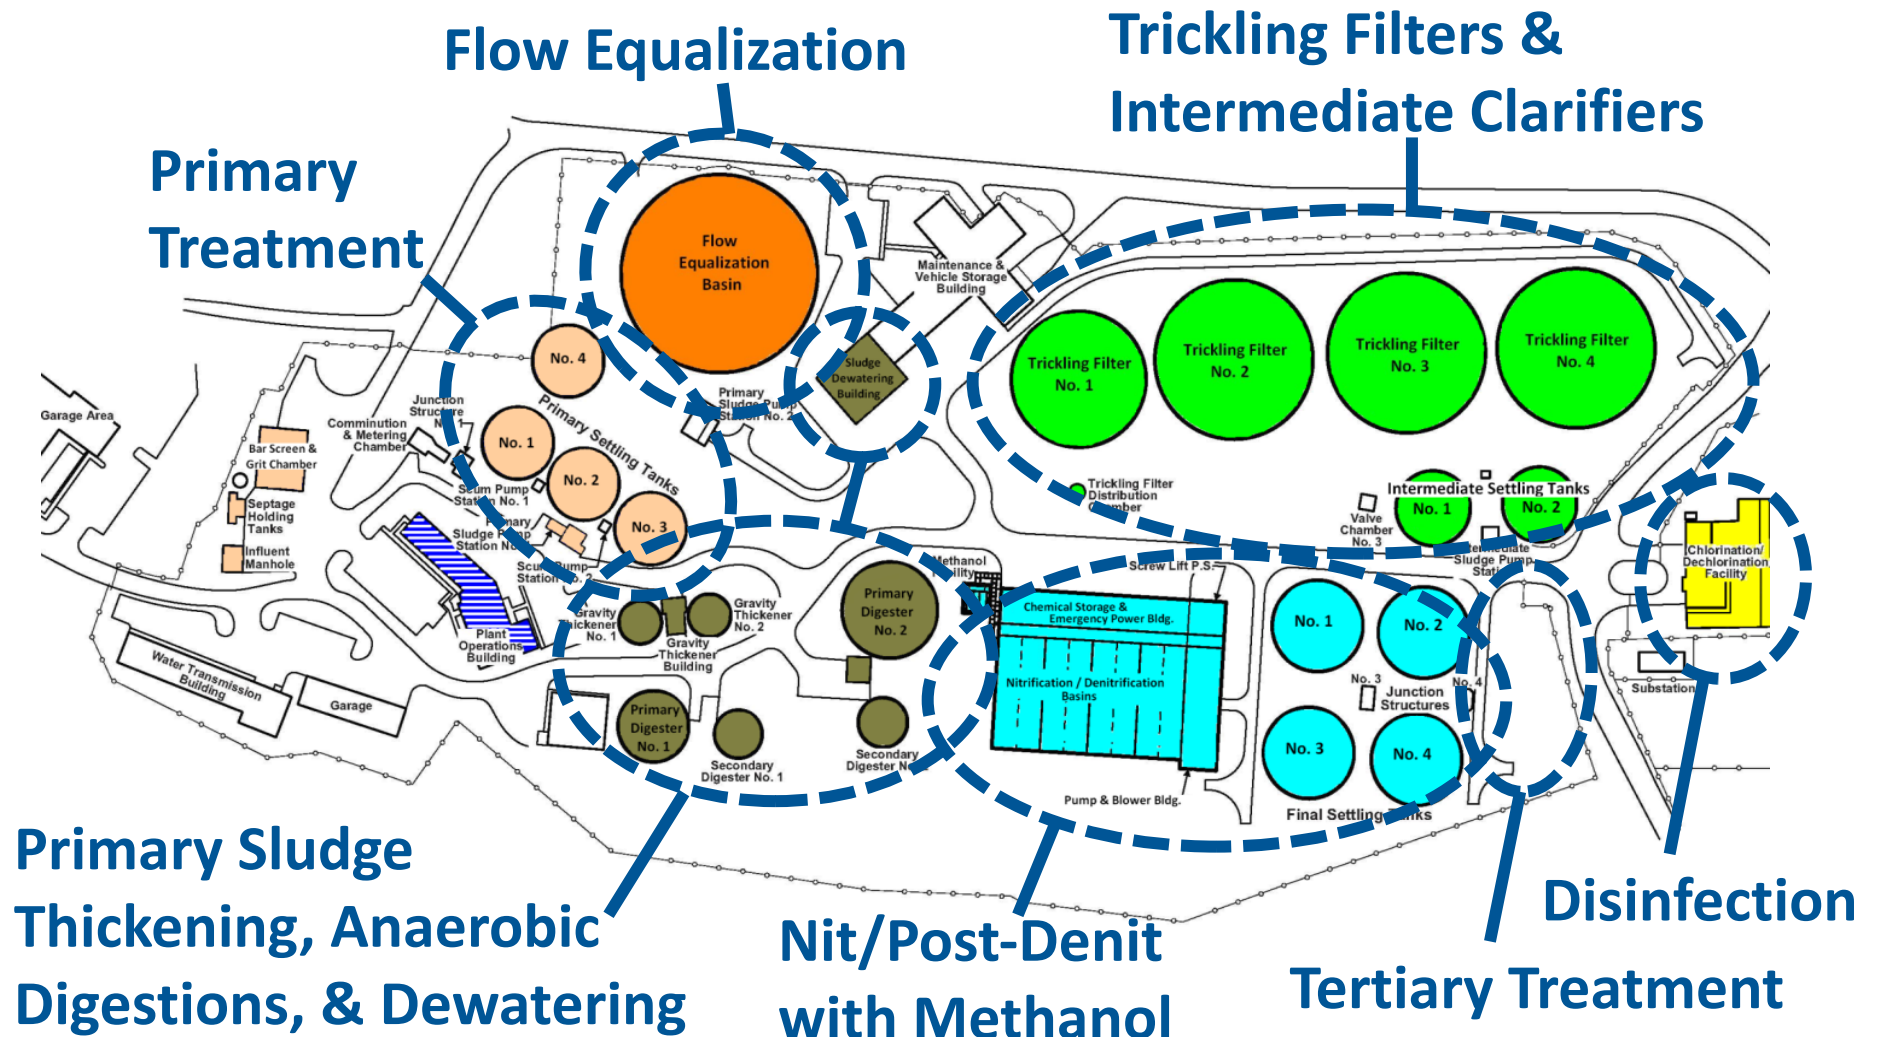 Flow Equalization
Trickling Filters &
Intermediate Clarifiers
Primary
Treatment
Flow
Equalization
Basin
Maintenance &
Vehicle Storage
Building
Sludge
Dewatering
Building
Trickling Filter
No. 1
Trickling Filter
No. 2
Trickling Filter
No. 3
Trickling Filter
No. 4
No. 4
Primary Settling Tanks
No. 1
No. 2
No. 3
Primary
Sludge Pump
Station No. 2
Junction
Structure
No. 1
Comminution
& Metering
Chamber
Garage Area
Bar Screen &
Grit Chamber
Septage
Holding
Tanks
Influent
Manhole
Scum Pump
Station No. 1
Primary
Sludge Pump
Station No.
Scum Pump
Station No. 2
Trickling Filter
Distribution
Chamber
Intermediate Settling Tanks
No. 1
No. 2
Valve
Chamber
No. 3
Intermediate
Sludge Pump
Station
Chlorination/
Dechlorination
Facility
Substation
Methanol
Facility
Screw Lift P.S.
Chemical Storage &
Emergency Power Bldg.
Nitrification / Denitrification
Basins
Pump & Blower Bldg.
No. 1
No. 2
No. 3
No. 4
Junction
Structures
No. 3
No. 4
Final Settling Tanks
Gravity
Thickener
No. 1
Gravity
Thickener
No. 2
Gravity
Thickener
Building
Primary
Digester
No. 2
Plant
Operations
Building
Water Transmission
Building
Garage
Primary
Digester
No. 1
Secondary
Digester No. 1
Secondary
Digester No.
Primary Sludge
Thickening, Anaerobic
Digestions, & Dewatering
Nit/Post-Denit
with Methanol
Tertiary Treatment
Disinfection